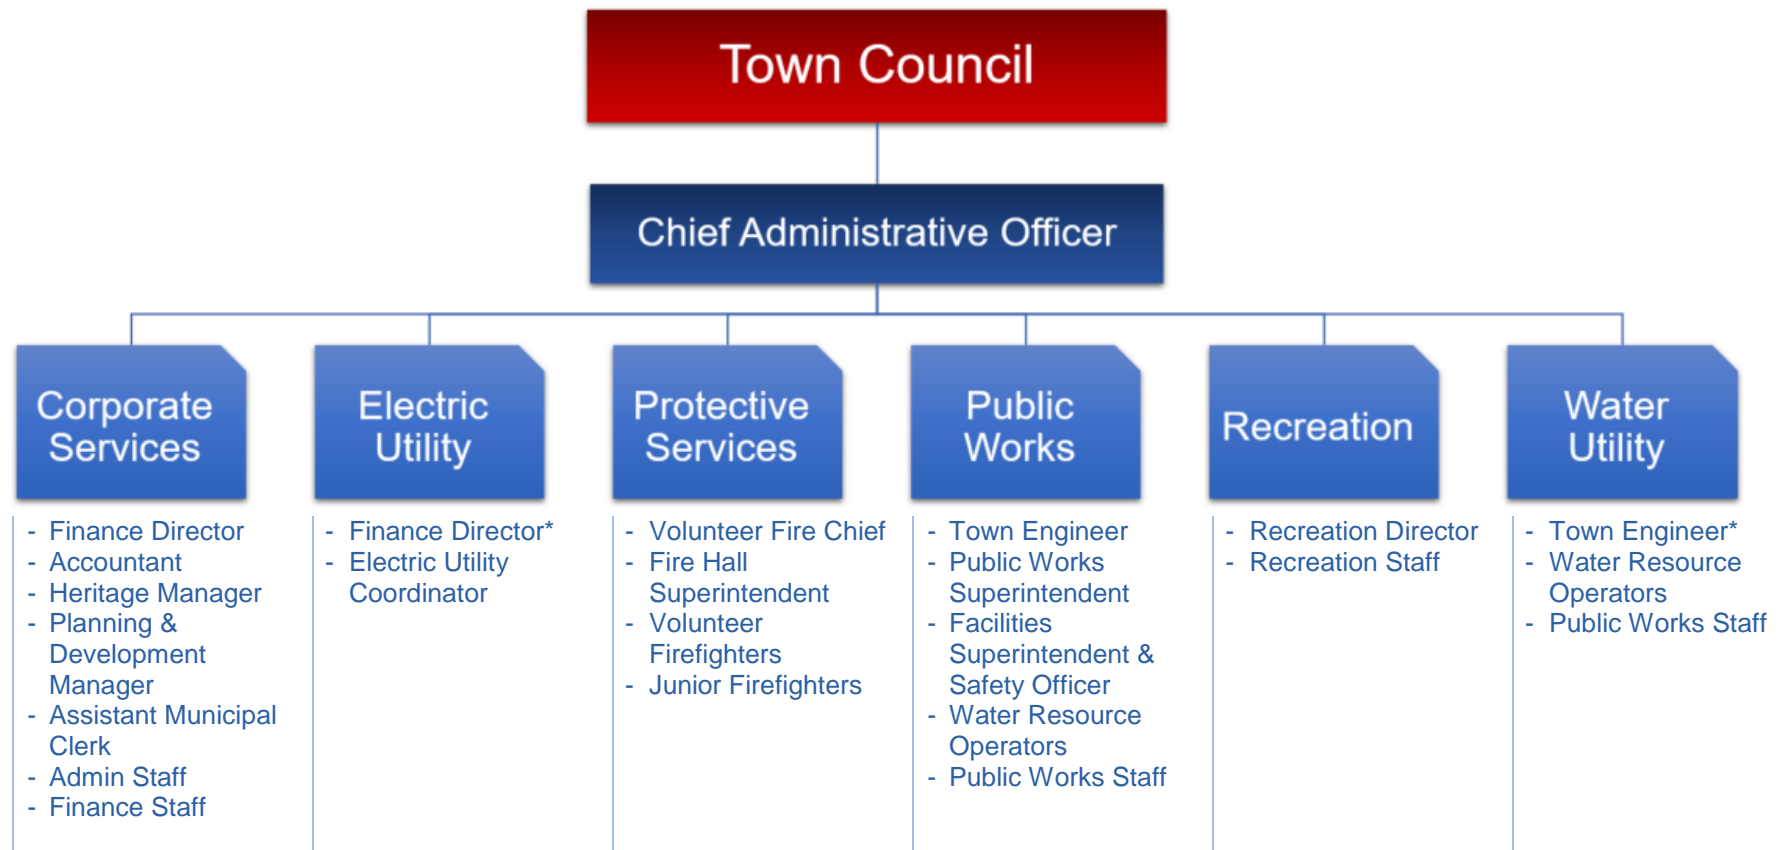 Town Council
Chief Administrative Officer
Corporate
Services
Electric
Utility
Protective
Services
Public
Works
Recreation
Water
Utility
- Finance Director
- Accountant
- Heritage Manager
- Planning &
Development
Manager
- Assistant Municipal
Clerk
- Admin Staff
- Finance Staff
- Finance Director*
- Electric Utility
Coordinator
- Volunteer Fire Chief
- Fire Hall
Superintendent
- Volunteer
Firefighters
- Junior Firefighters
- Town Engineer
- Public Works
Superintendent
- Facilities
Superintendent &
Safety Officer
- Water Resource
Operators
- Public Works Staff
- Recreation Director
- Recreation Staff
- Town Engineer*
- Water Resource
Operators
- Public Works Staff